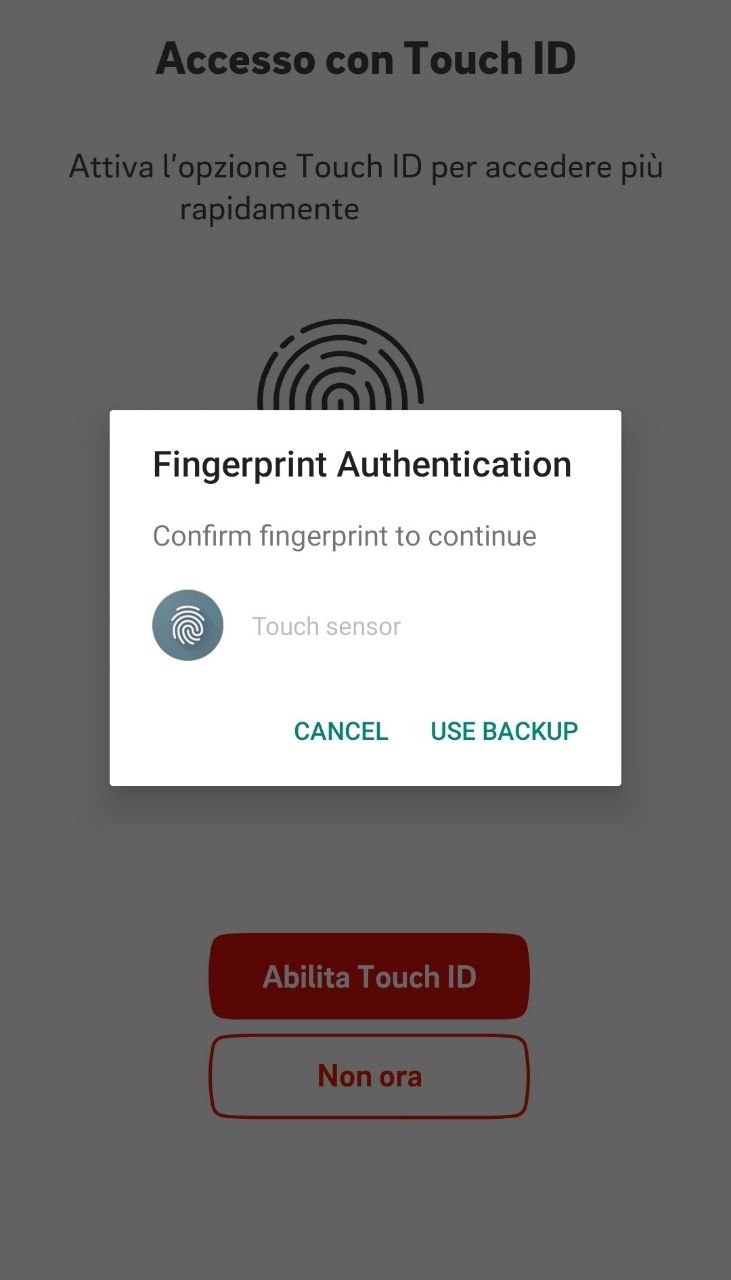 Accesso con Touch ID
Attiva l'opzione Touch ID per accedere più
rapidamente
Fingerprint Authentication
Confirm fingerprint to continue
Touch sensor
CANCEL USE BACKUP
Abilita Touch ID
Non ora